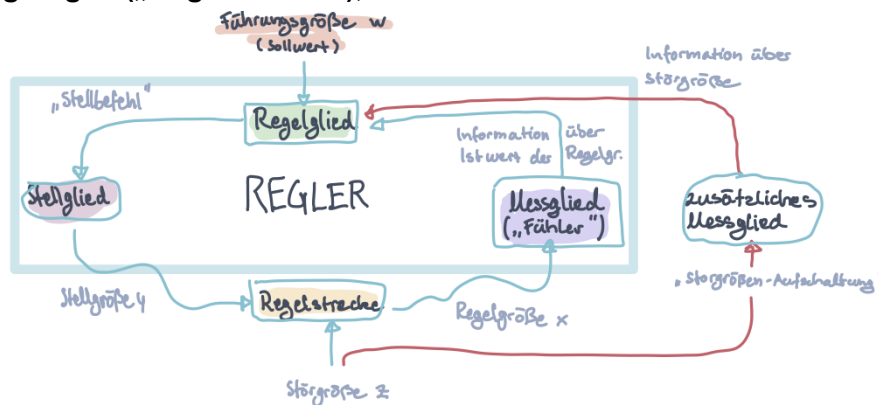 Führungsgröße w
(Sollwert)
Information über
Störgröße
„Stellbefehl"
Regelglied
Information über
Istwert der Regelgr.
Stellglied
REGLER
Messglied
(„Fühler")
zusätzliches
Messglied
Stellgröße y
Regelstrecke
Regelgröße x
„Störgrößen-Aufschaltung
Störgröße z